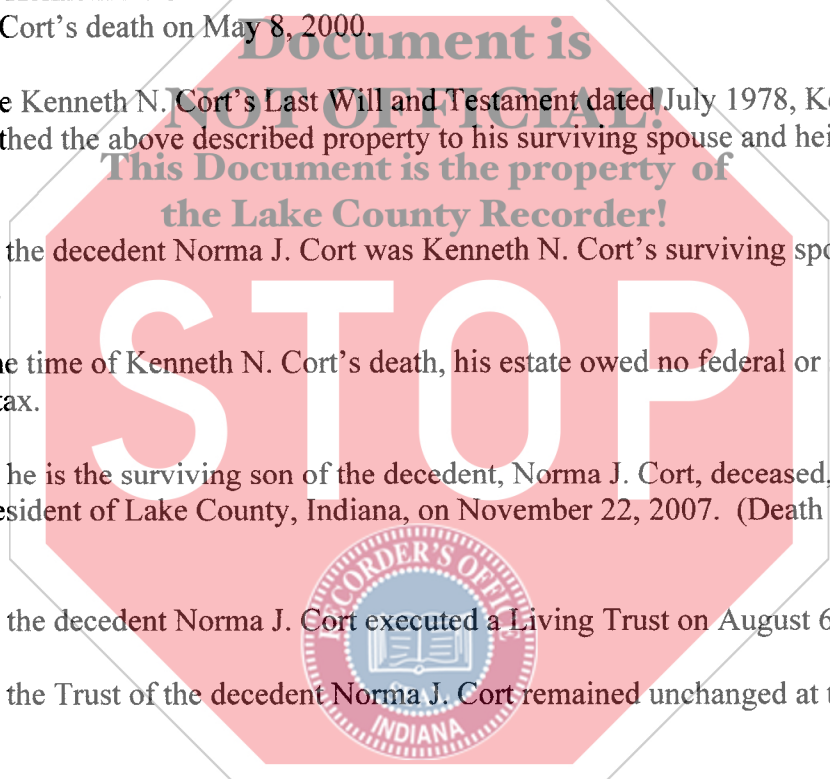 Cort's death on May 8, 2000.
Document is
NOT OFFICIAL!
e Kenneth N. Cort's Last Will and Testament dated July 1978, K
thed the above described property to his surviving spouse and hei
This Document is the property of
the Lake County Recorder!
the decedent Norma J. Cort was Kenneth N. Cort's surviving spo
STOP
e time of Kenneth N. Cort's death, his estate owed no federal or
tax.
he is the surviving son of the decedent, Norma J. Cort, deceased,
esident of Lake County, Indiana, on November 22, 2007. (Death
RECORDER'S OFFICE
the decedent Norma J. Cort executed a Living Trust on August 6
SEAL
the Trust of the decedent Norma J. Cort remained unchanged at t
INDIANA